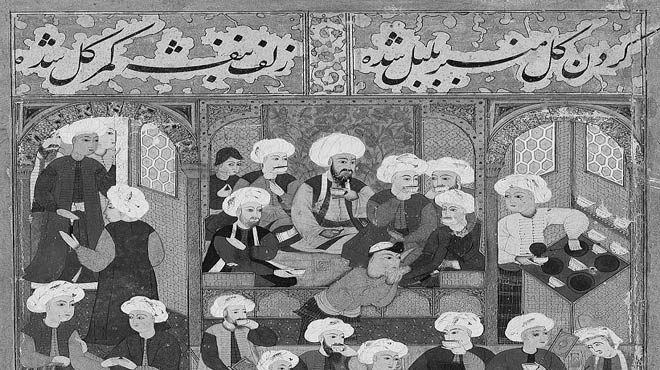 گردن گل منبر بلبل شده
زلف بنفشه کمر گل شده